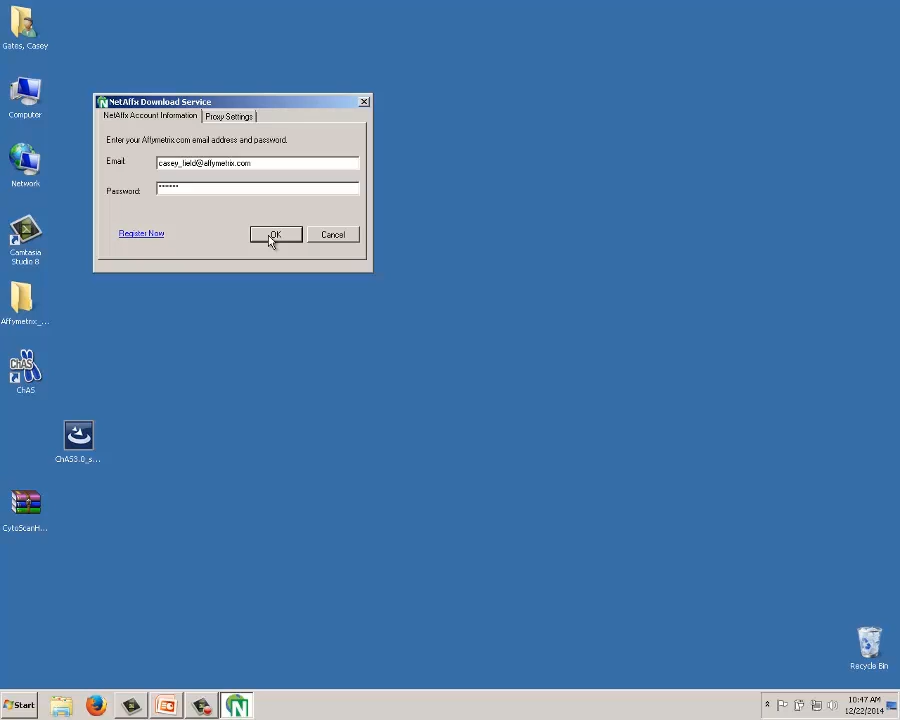 Gates, Casey
Computer
Network
Camtasia
Studio 8
Affymetrix_...
ChAS
ChAS
ChAS3.0_s...
CytoScanH...
NetAffx Download Service
NetAffx Account Information
Proxy Settings
Enter your Affymetrix.com email address and password.
Email:
casey_field@affymetrix.com
Password:
******
Register Now
OK
Cancel
Recycle Bin
Start
10:47 AM
12/22/2014